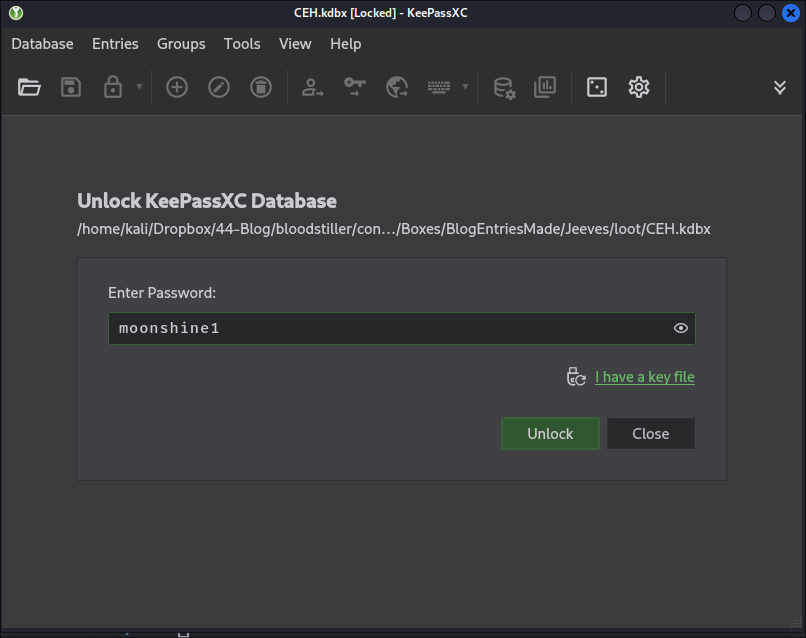 CEH.kdbx [Locked] - KeePassXC
Database Entries Groups Tools View Help
Unlock KeePassXC Database
/home/kali/Dropbox/44-Blog/bloodstiller/con…/Boxes/BlogEntriesMade/Jeeves/loot/CEH.kdbx
Enter Password:
moonshine1
I have a key file
Unlock Close